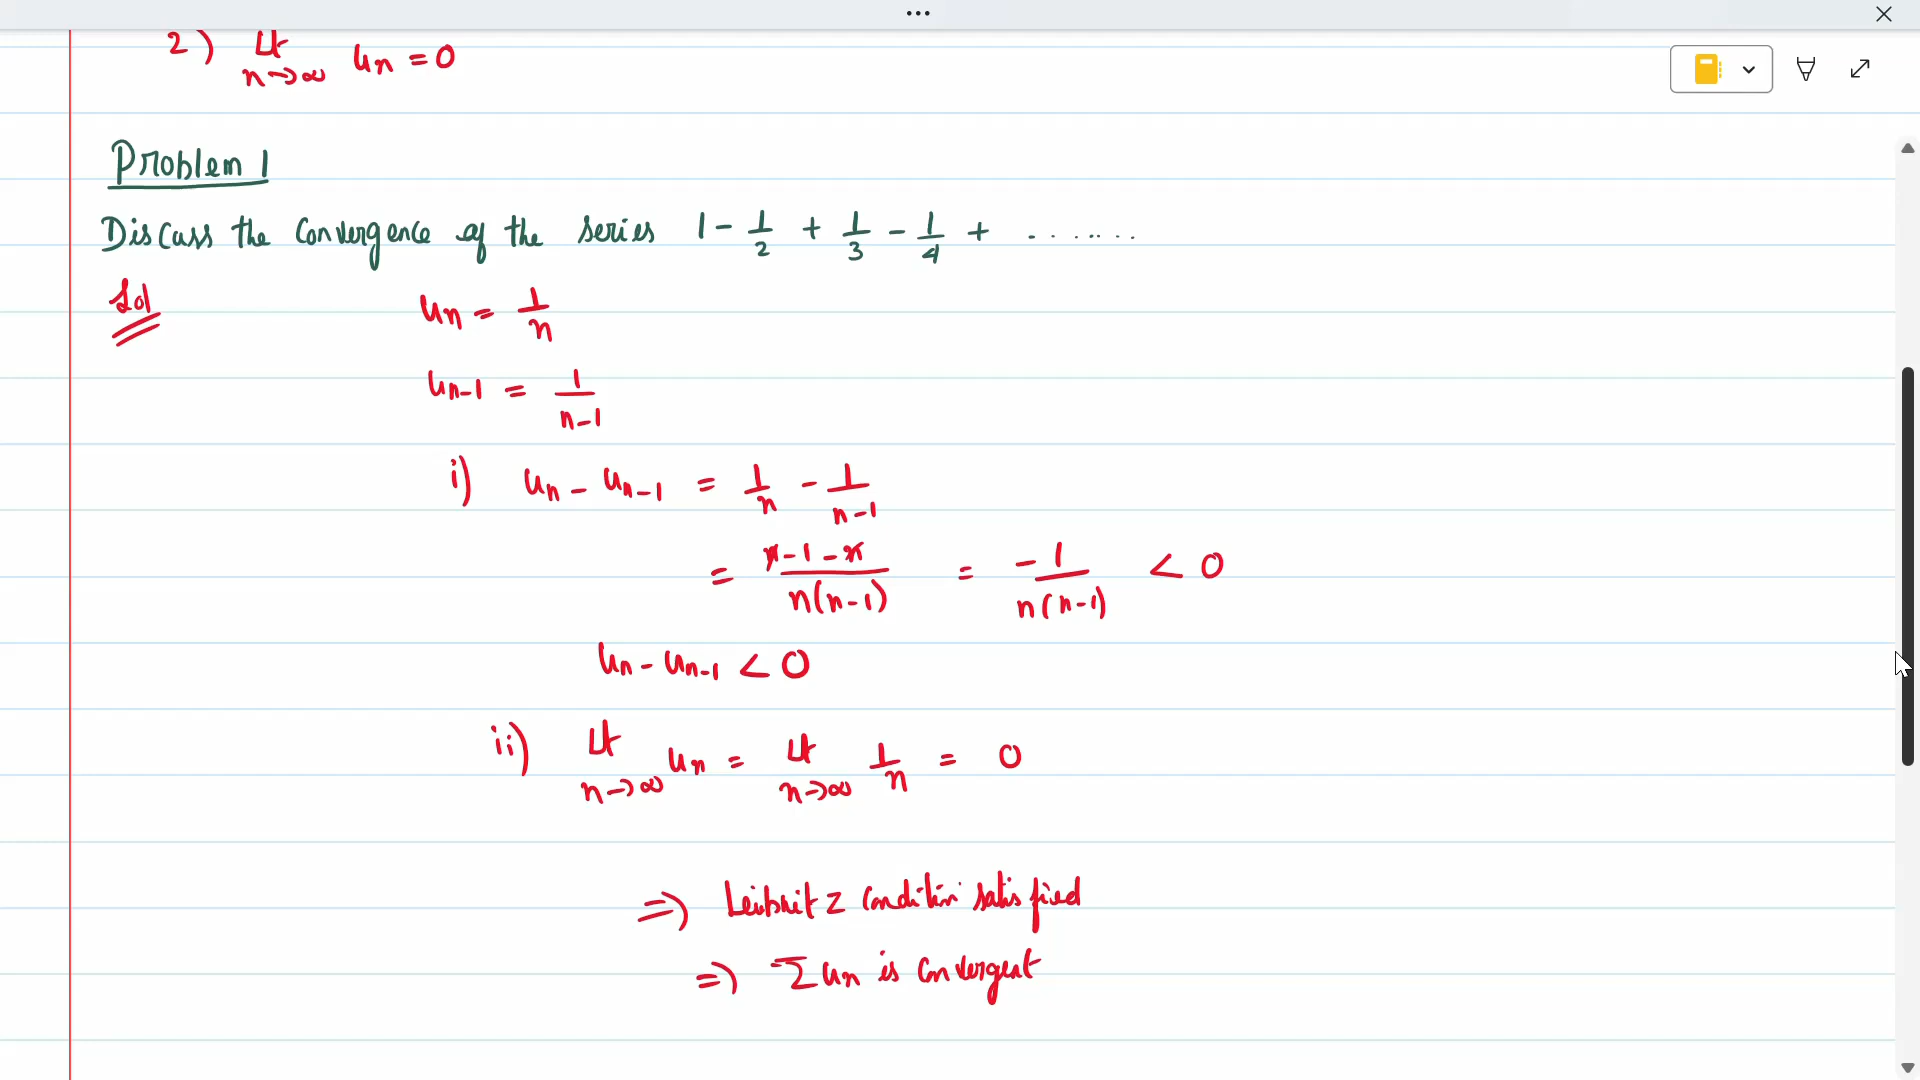 2) Lt n→∞ un = 0
Problem 1
Discuss the Convergence of the series 1 - 1/2 + 1/3 - 1/4 + .......
Sol
un = 1/n
un-1 = 1/n-1
i) un - un-1 = 1/n - 1/n-1
= n-1-n/n(n-1) = -1/n(n-1) < 0
un - un-1 < 0
ii) Lt n→∞ un = Lt n→∞ 1/n = 0
⇒ Leibnitz condition satisfied
⇒ Σ un is convergent